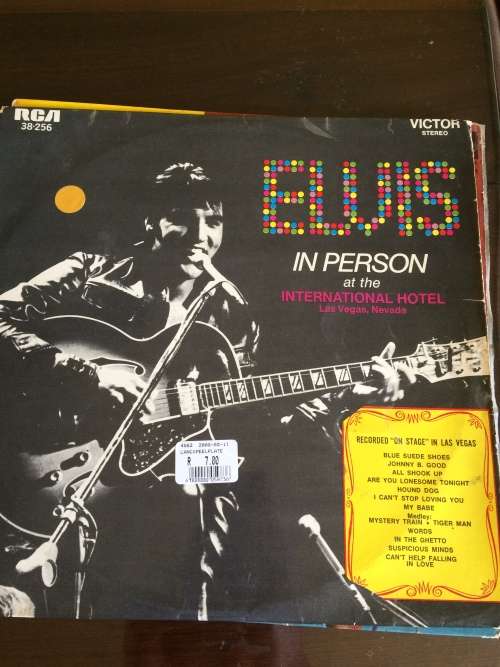 RCA
38-256
VICTOR
STEREO
ELVIS
IN PERSON
at the
INTERNATIONAL HOTEL
Las Vegas, Nevada
RECORDED "ON STAGE" IN LAS VEGAS
BLUE SUEDE SHOES
JOHNNY B. GOOD
ALL SHOOK UP
ARE YOU LONESOME TONIGHT
HOUND DOG
I CAN'T STOP LOVING YOU
MY BABE
Medley:
MYSTERY TRAIN • TIGER MAN
WORDS
IN THE GHETTO
SUSPICIOUS MINDS
CAN'T HELP FALLING
IN LOVE
LANGSPEELPLATE
R 7.00